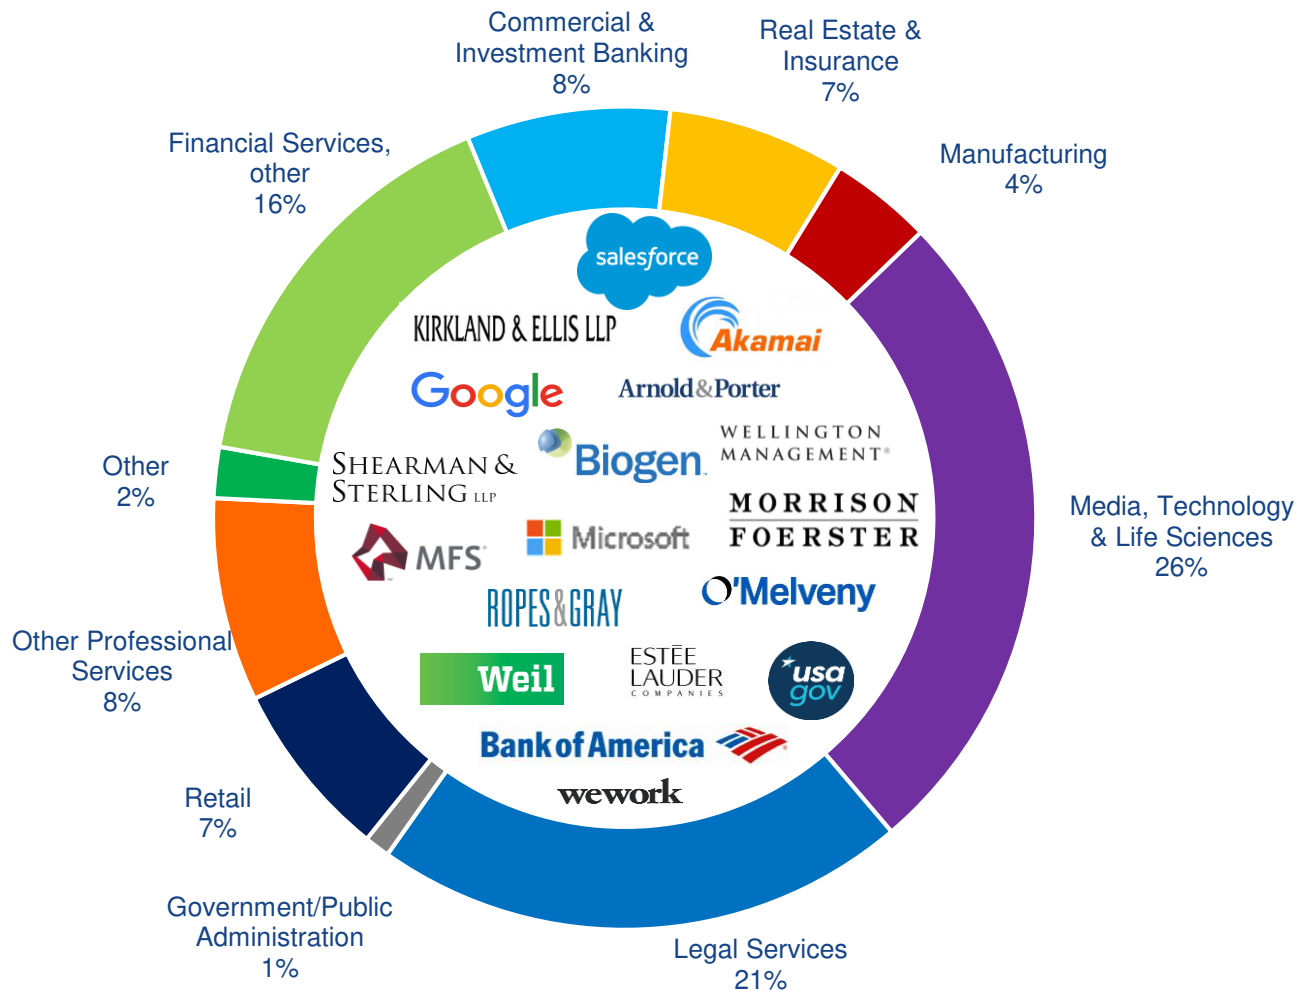 Commercial &
Investment Banking
8%
Real Estate &
Insurance
7%
Manufacturing
4%
Financial Services,
other
16%
Other
2%
Other Professional
Services
8%
Retail
7%
Government/Public
Administration
1%
Legal Services
21%
Media, Technology
& Life Sciences
26%
salesforce
KIRKLAND & ELLIS LLP
Akamai
Google
Arnold&Porter
Biogen
WELLINGTON
MANAGEMENT®
SHEARMAN &
STERLING LLP
MORRISON
FOERSTER
MFS
Microsoft
O'Melveny
ROPES&GRAY
Weil
ESTĒE
LAUDER
COMPANIES
usa
gov
Bank of America
wework